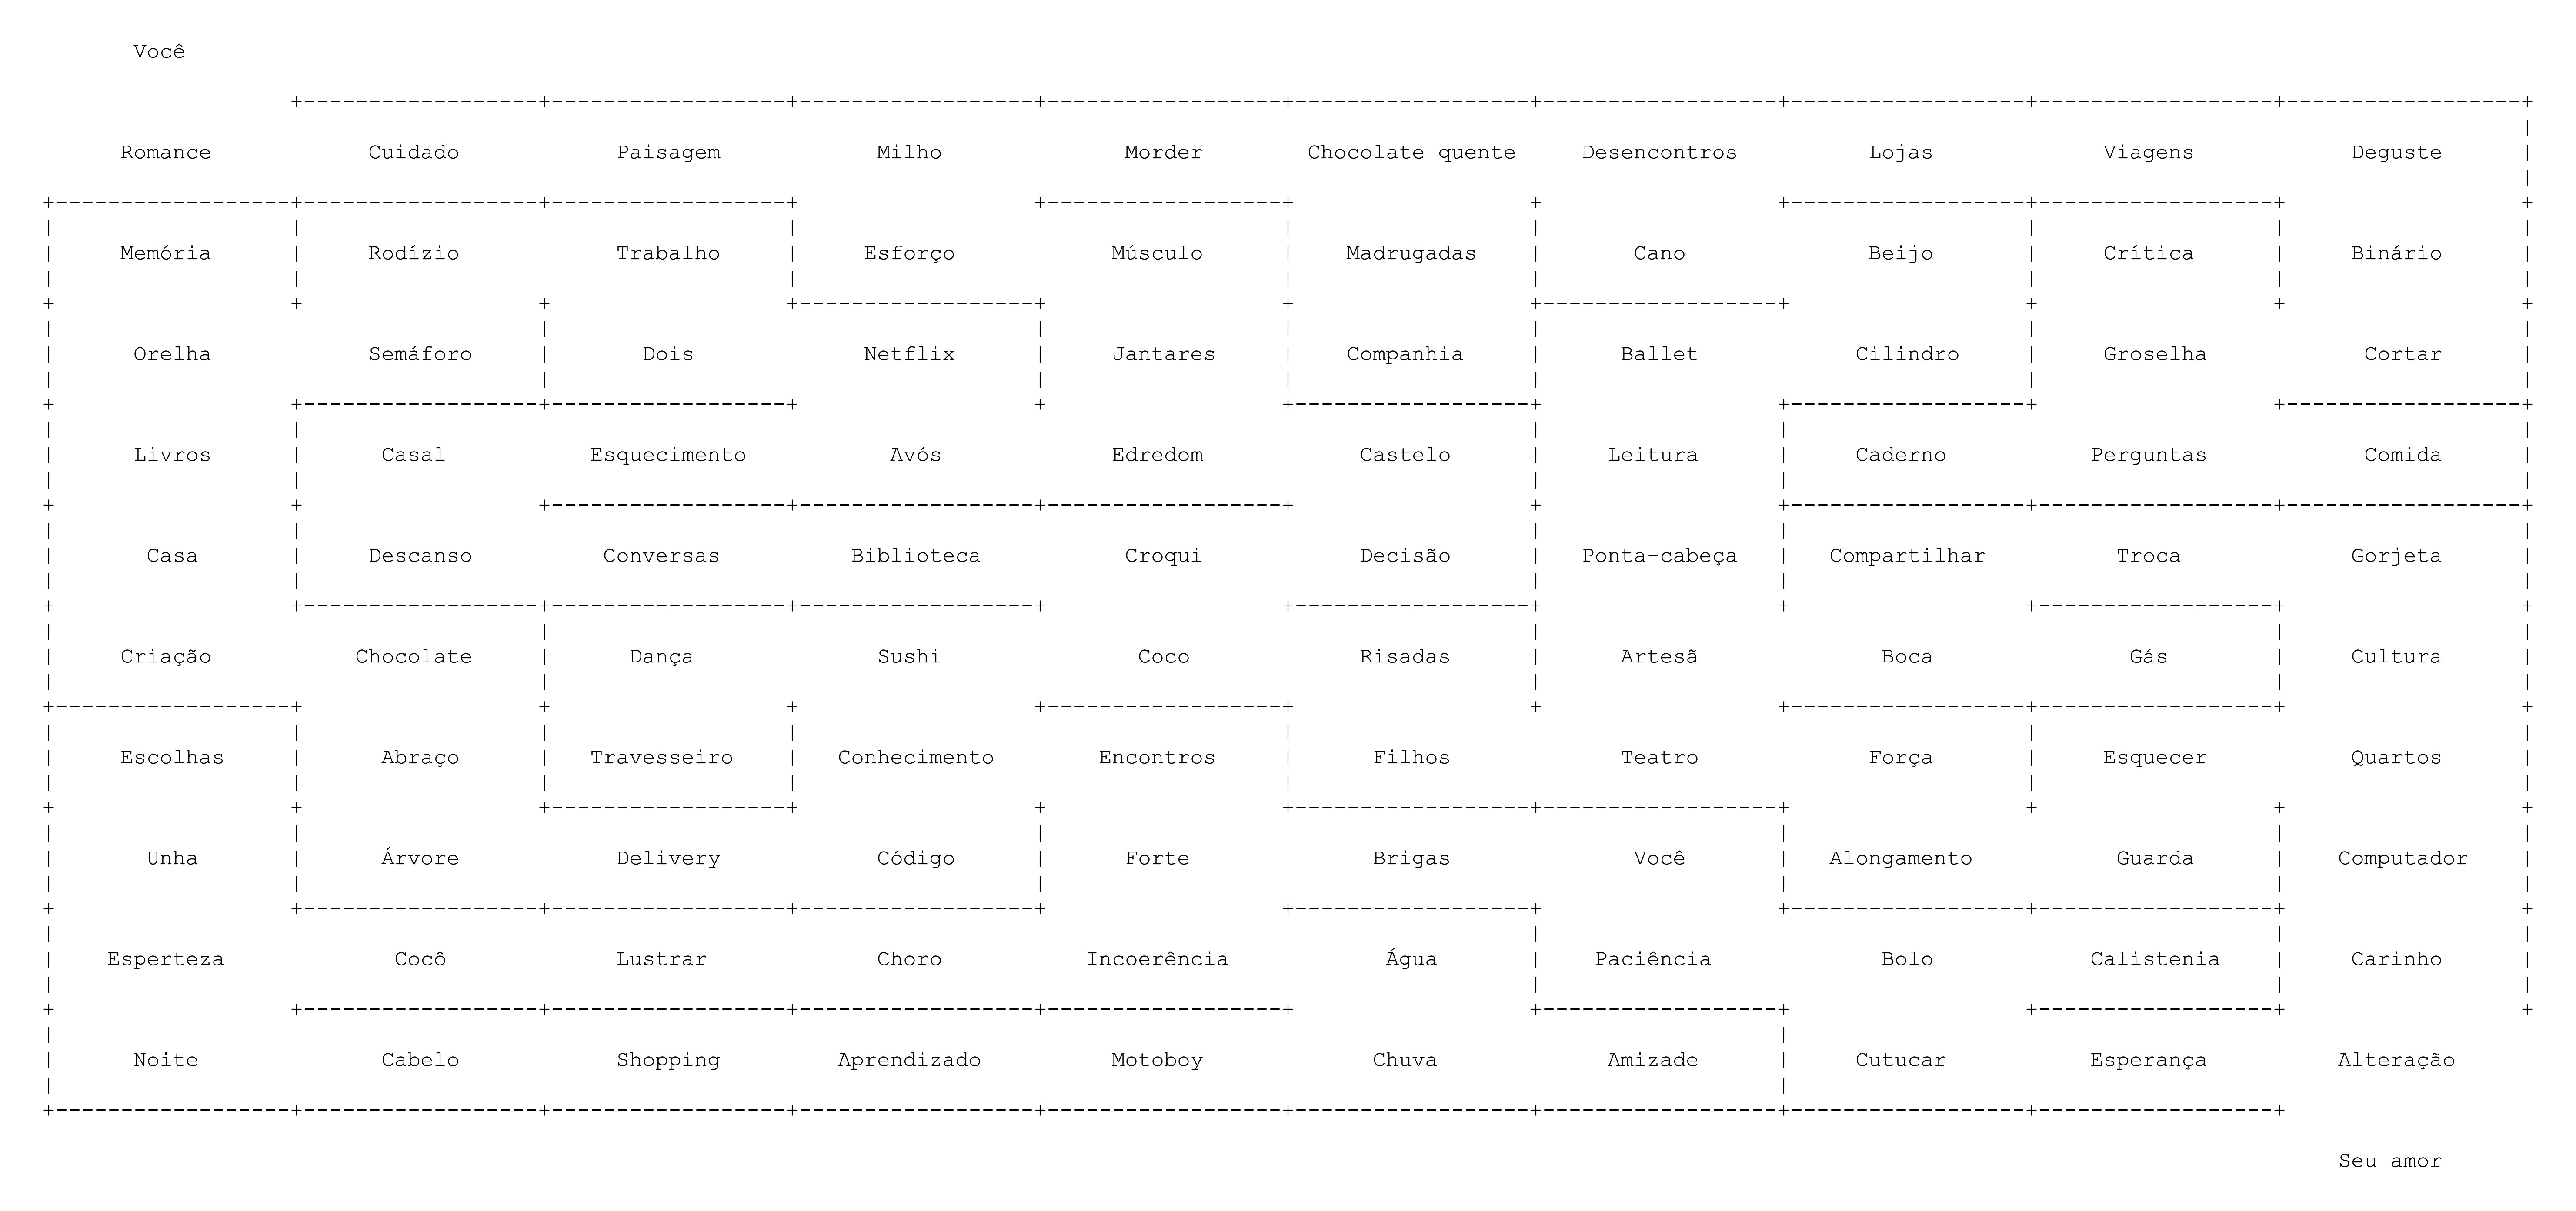 Você
Romance Cuidado Paisagem Milho Morder Chocolate quente Desencontros Lojas Viagens Deguste
Memória Rodízio Trabalho Esforço Músculo Madrugadas Cano Beijo Crítica Binário
Orelha Semáforo Dois Netflix Jantares Companhia Ballet Cilindro Groselha Cortar
Livros Casal Esquecimento Avós Edredom Castelo Leitura Caderno Perguntas Comida
Casa Descanso Conversas Biblioteca Croqui Decisão Ponta-cabeça Compartilhar Troca Gorjeta
Criação Chocolate Dança Sushi Coco Risadas Artesã Boca Gás Cultura
Escolhas Abraço Travesseiro Conhecimento Encontros Filhos Teatro Força Esquecer Quartos
Unha Árvore Delivery Código Forte Brigas Você Alongamento Guarda Computador
Esperteza Cocô Lustrar Choro Incoerência Água Paciência Bolo Calistenia Carinho
Noite Cabelo Shopping Aprendizado Motoboy Chuva Amizade Cutucar Esperança Alteração
Seu amor